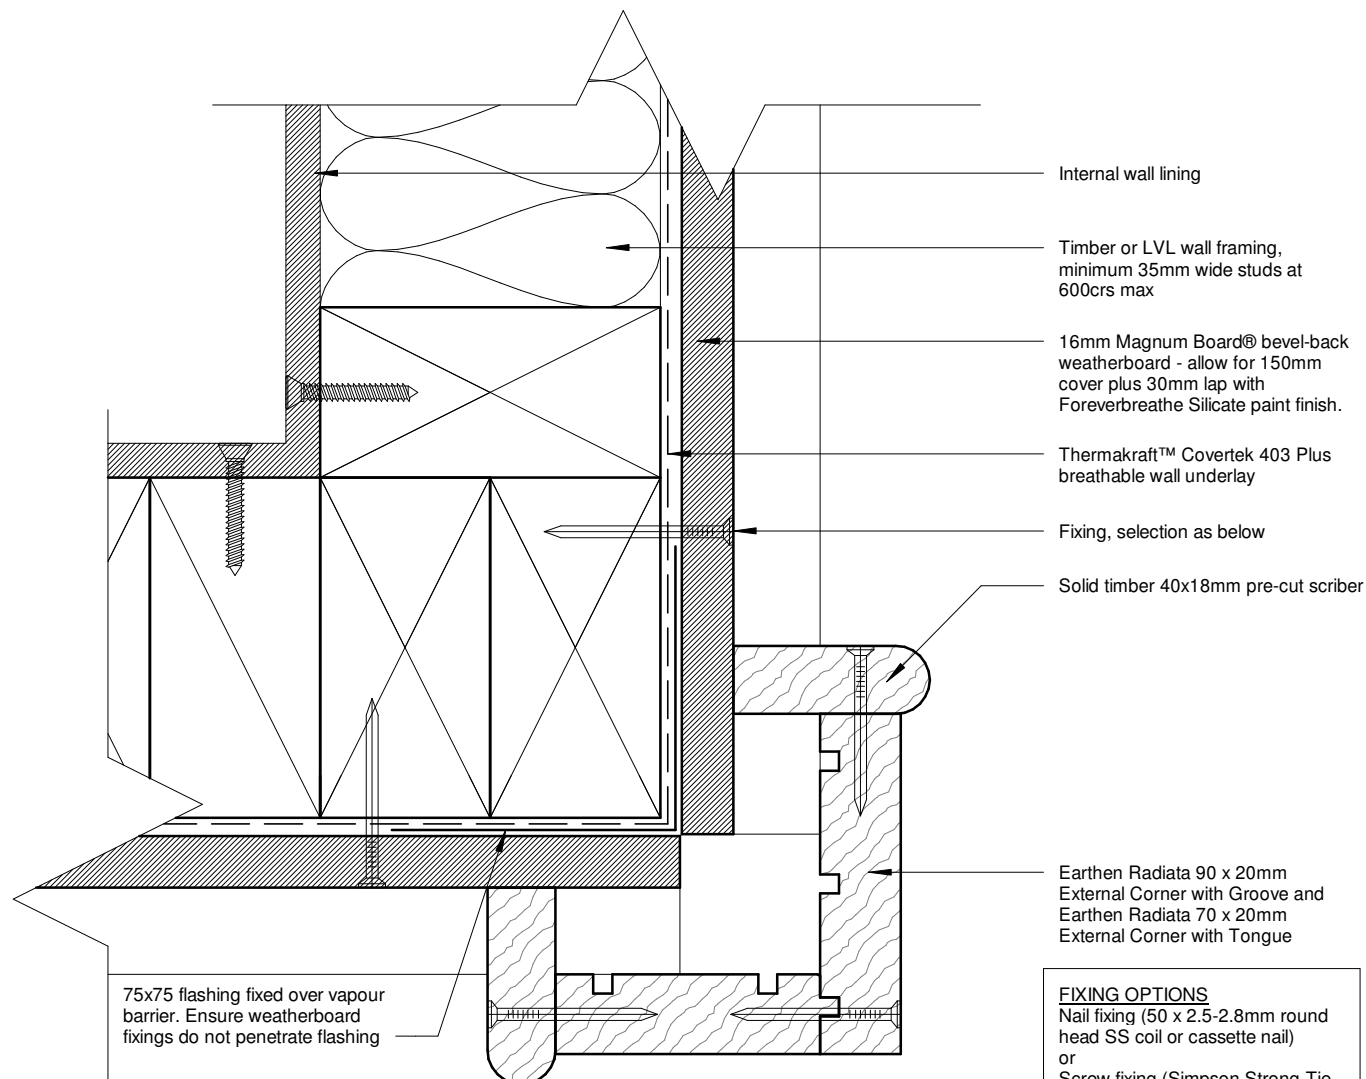 Internal wall lining
Timber or LVL wall framing,
minimum 35mm wide studs at
600crs max
16mm Magnum Board® bevel-back
weatherboard - allow for 150mm
cover plus 30mm lap with
Foreverbreathe Silicate paint finish.
Thermakraft™ Covertek 403 Plus
breathable wall underlay
Fixing, selection as below
Solid timber 40x18mm pre-cut scriber
Earthen Radiata 90 x 20mm
External Corner with Groove and
Earthen Radiata 70 x 20mm
External Corner with Tongue
75x75 flashing fixed over vapour
barrier. Ensure weatherboard
fixings do not penetrate flashing
FIXING OPTIONS
Nail fixing (50 x 2.5-2.8mm round
head SS coil or cassette nail)
or
Screw fixing (Simpson Strong-Tie